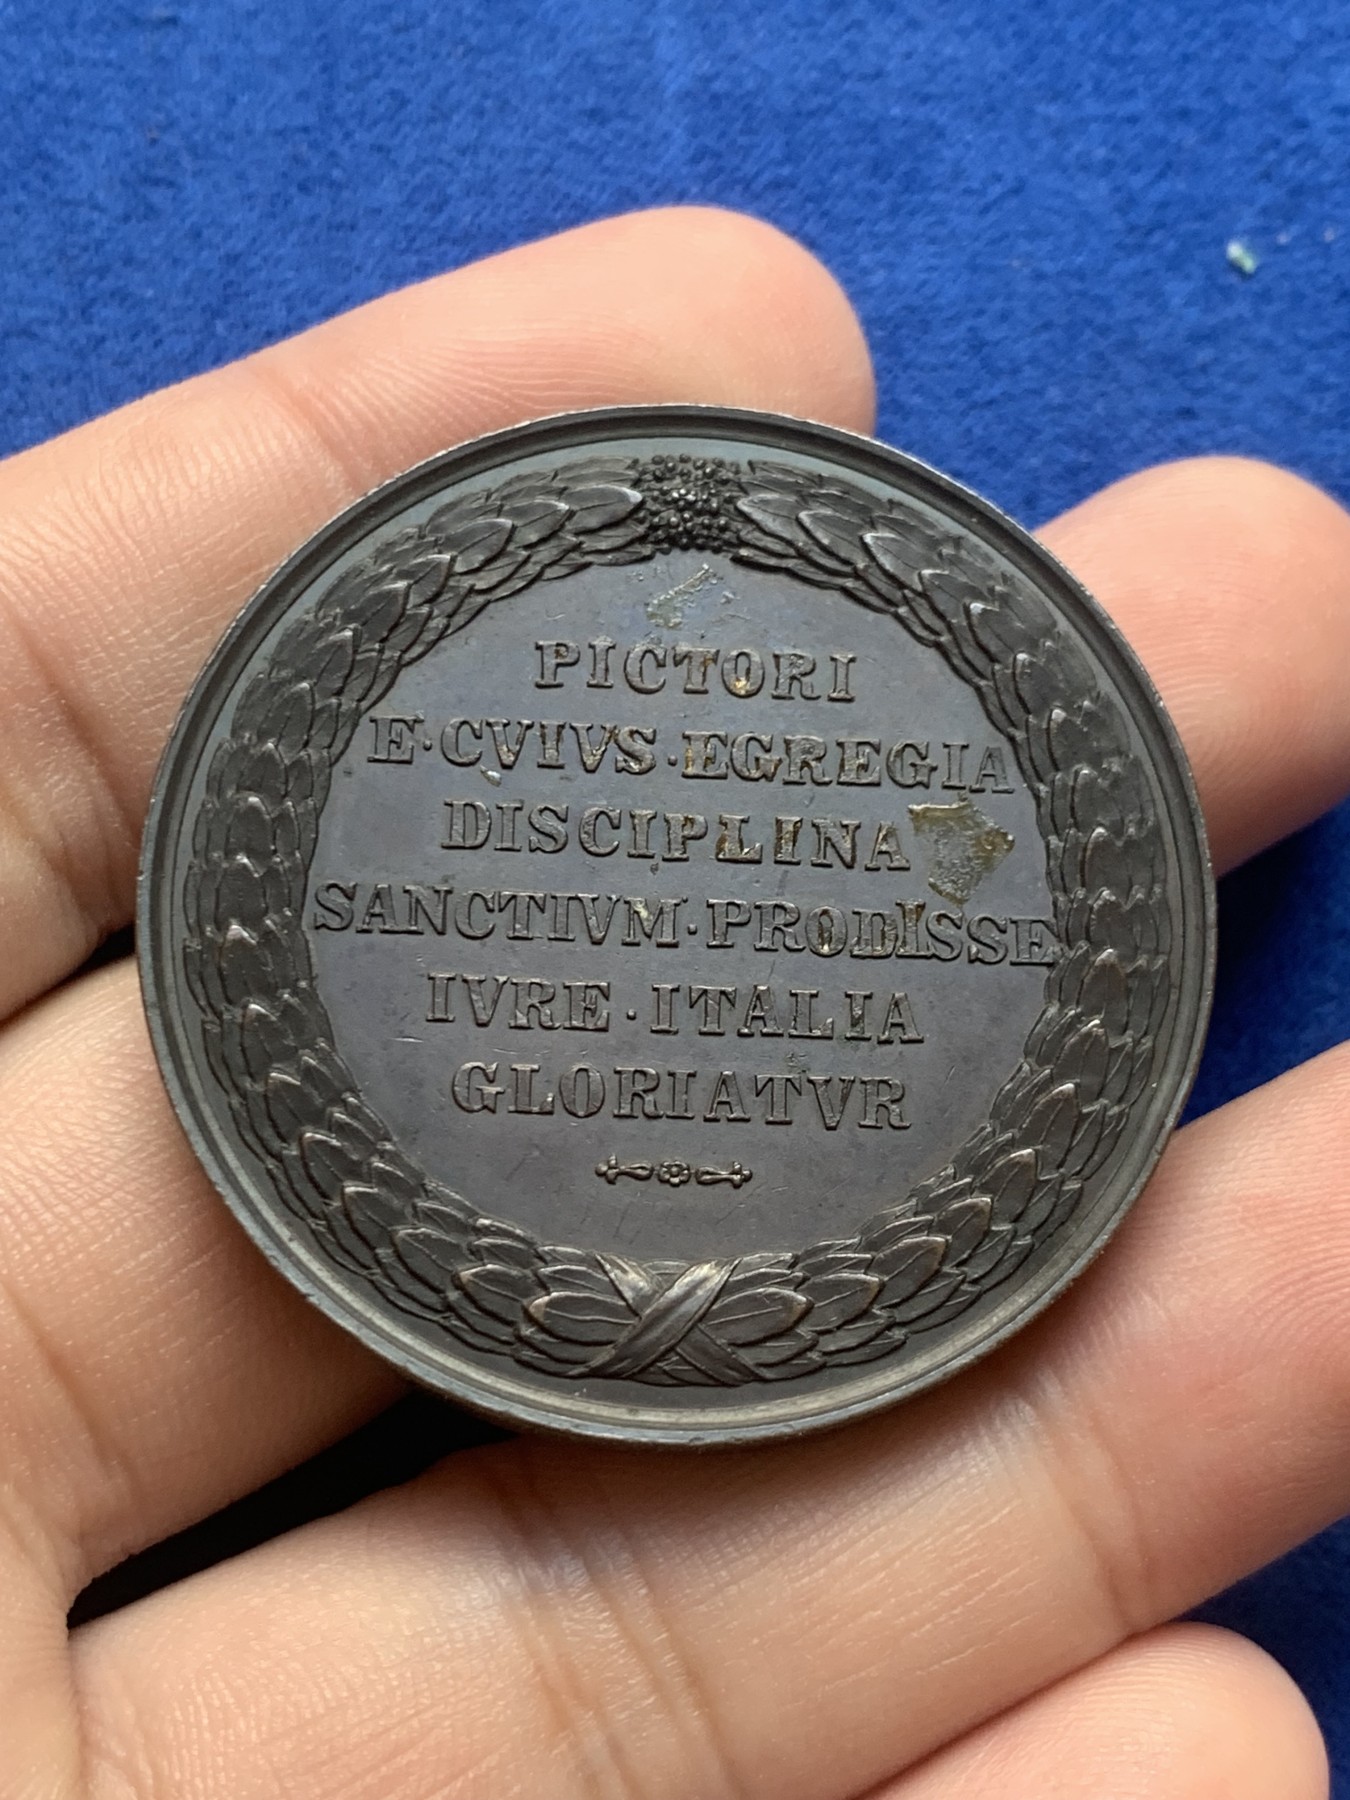 PICTORI
E·CVIVS·EGREGIA
DISCIPLINA
SANCTIVM·PRODISSE
IVRE·ITALIA
GLORIATVR